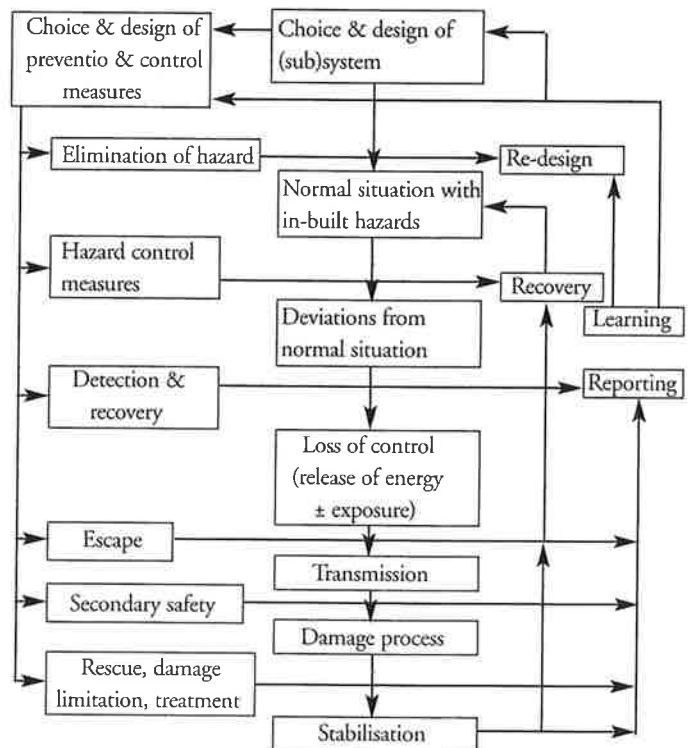 Choice & design of
preventio & control
measures
Choice & design of
(sub)system
Elimination of hazard
Re-design
Normal situation with
in-built hazards
Hazard control
measures
Recovery
Learning
Deviations from
normal situation
Detection &
recovery
Reporting
Loss of control
(release of energy
± exposure)
Escape
Transmission
Secondary safety
Damage process
Rescue, damage
limitation, treatment
Stabilisation